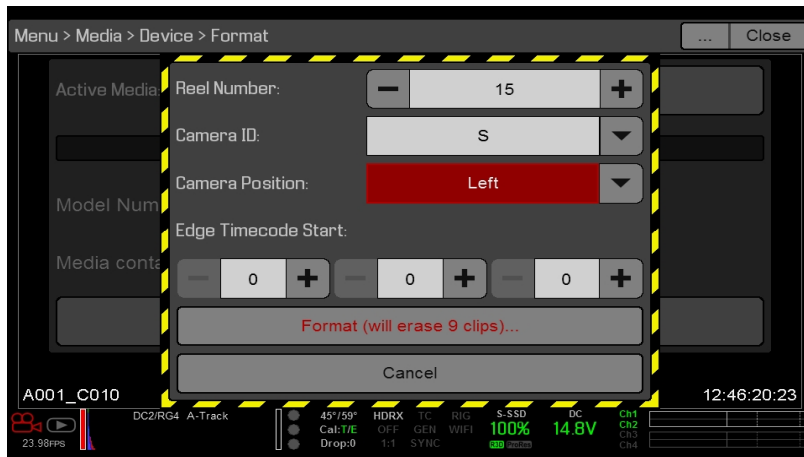 Menu > Media > Device > Format
... Close
Active Media:
Reel Number:
15
Camera ID:
S
Camera Position:
Left
Model Num
Edge Timecode Start:
Media conta
0 0 0
Format (will erase 9 clips)...
Cancel
A001_C010
12:46:20:23
23.98FPS
DC2/RG4 A-Track
45°/59°
Cal:T/E
Drop:0
HDRX TC RIG
OFF GEN WIFI
1:1 SYNC
S-SSD
100%
R3D ProRes
DC
14.8V
Ch1
Ch2
Ch3
Ch4